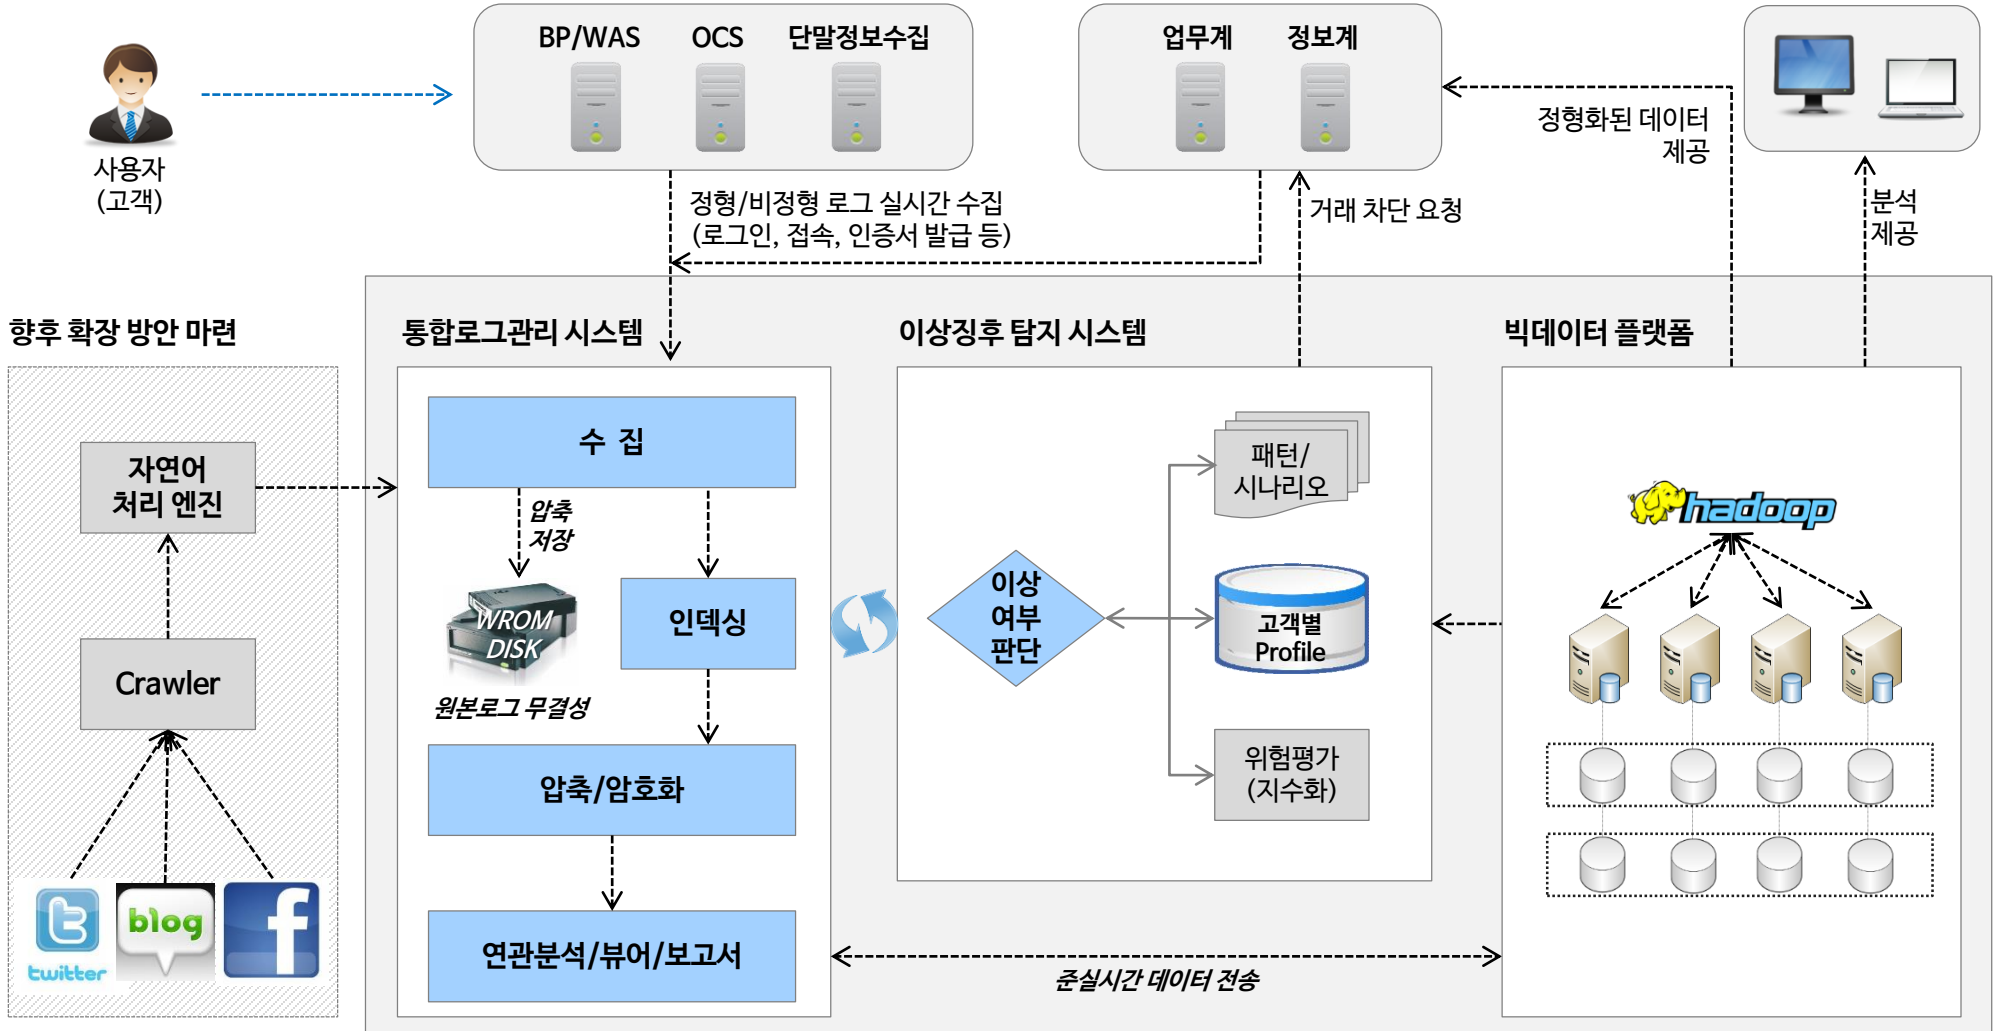 BP/WAS
OCS
단말정보수집
업무계
정보계
사용자
(고객)
정형화된 데이터
제공
정형/비정형 로그 실시간 수집
(로그인, 접속, 인증서 발급 등)
거래 차단 요청
분석
제공
향후 확장 방안 마련
통합로그관리 시스템
이상징후 탐지 시스템
빅데이터 플랫폼
자연어
처리 엔진
Crawler
twitter
blog
수 집
압축
저장
WROM
DISK
원본로그 무결성
인덱싱
압축/암호화
연관분석/뷰어/보고서
이상
여부
판단
패턴/
시나리오
고객별
Profile
위험평가
(지수화)
hadoop
준실시간 데이터 전송